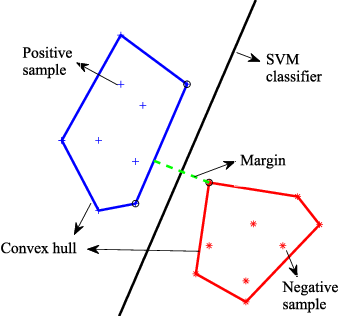 Positive
sample
SVM
classifier
Margin
Convex hull
Negative
sample